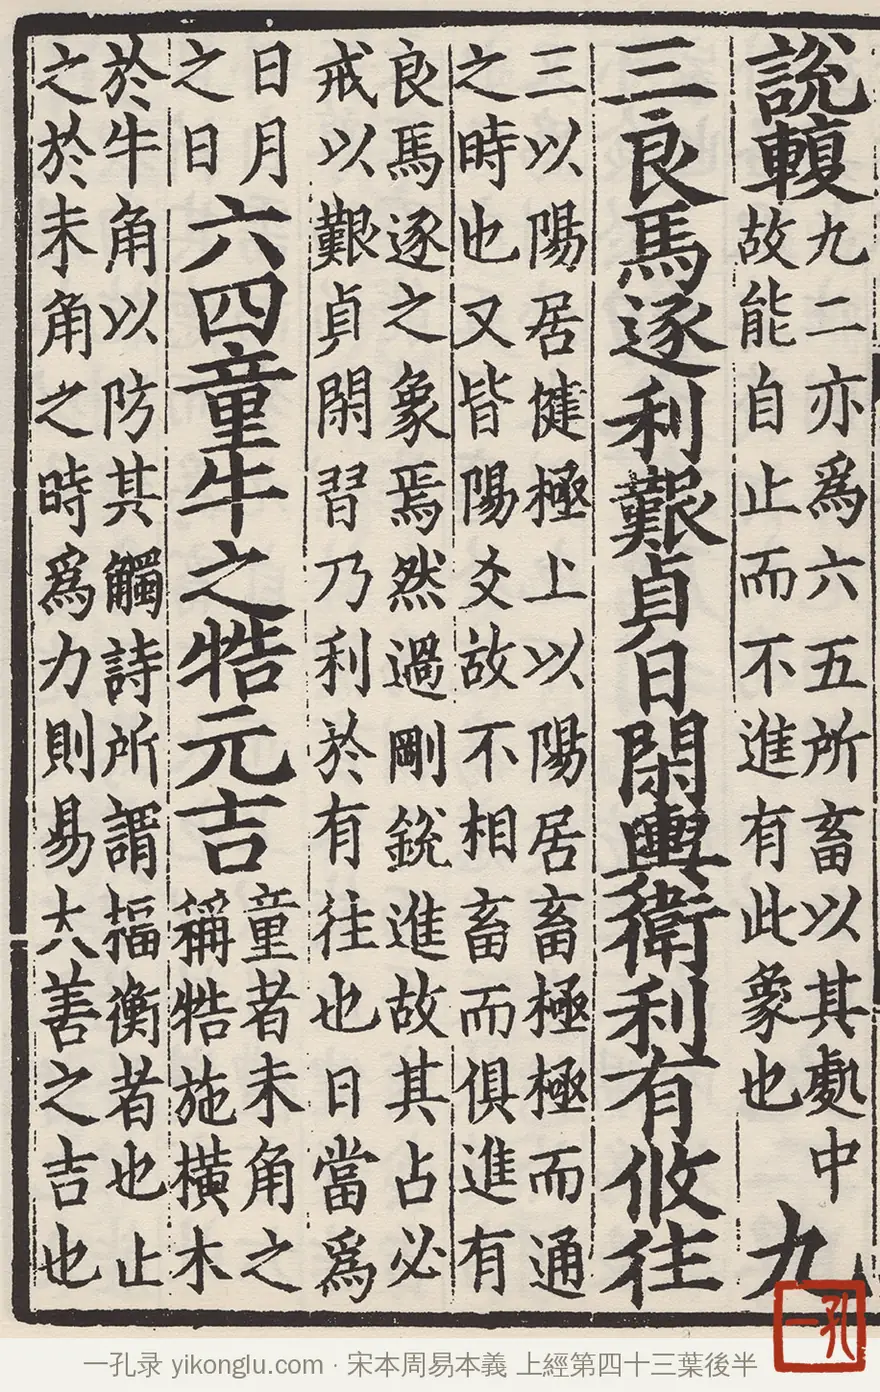 說輹
九二亦爲六五所畜以其處中
故能自止而不進有此象也
九
三良馬逐利艱貞日閑輿衛利有攸往
三以陽居健極上以陽居畜極極而通
之時也又皆陽爻故不相畜而俱進有
良馬逐之象焉然過剛銳進故其占必
戒以艱貞閑習乃利於有往也日當爲
日月
之日
六四童牛之牿元吉
童者未角之
稱牿施橫木
於牛角以防其觸詩所謂楅衡者也止
之於未角之時爲力則易大善之吉也
一孔
一孔录 yikonglu.com · 宋本周易本義 上經第四十三葉後半